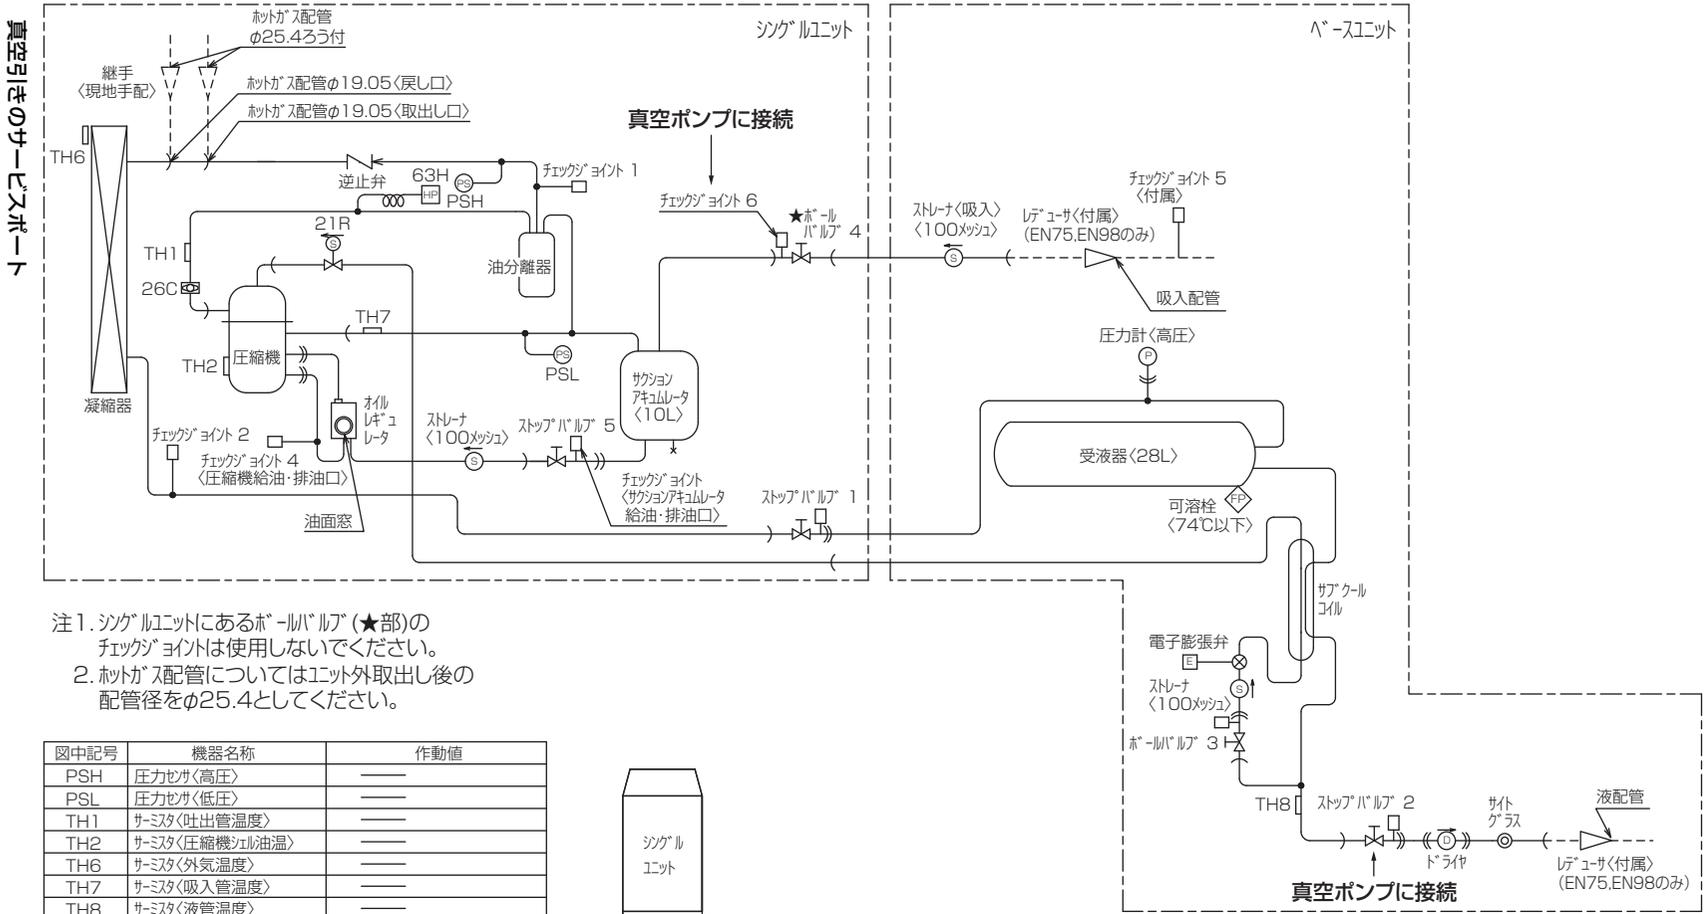 真空引きのサービスポート
ホットガス配管
φ25.4ろう付
シングルユニット
ベースユニット
継手
〈現地手配〉
ホットガス配管φ19.05〈戻し口〉
ホットガス配管φ19.05〈取出し口〉
真空ポンプに接続
TH6
逆止弁
63H
HP
PS
PSH
チェックジョイント 1
チェックジョイント 6
★ボール
バルブ 4
ストレーナ〈吸入〉
〈100メッシュ〉
レデューサ〈付属〉
(EN75,EN98のみ)
チェックジョイント 5
〈付属〉
21R
S
TH1
油分離器
26C
S
吸入配管
TH7
圧力計〈高圧〉
P
TH2
圧縮機
PS
PSL
サクション
アキュムレータ
〈10L〉
凝縮器
オイル
レギュ
レータ
ストレーナ
〈100メッシュ〉
ストップバルブ 5
チェックジョイント 2
チェックジョイント 4
〈圧縮機給油・排油口〉
S
受液器〈28L〉
チェックジョイント
〈サクションアキュムレータ
給油・排油口〉
ストップバルブ 1
FP
可溶栓
〈74℃以下〉
油面窓
サブクール
コイル
注1. シングルユニットにあるボールバルブ(★部)の
チェックジョイントは使用しないでください。
2. ホットガス配管についてはユニット外取出し後の
配管径をφ25.4としてください。
電子膨張弁
E
ストレーナ
〈100メッシュ〉
S
ボールバルブ 3
図中記号 機器名称 作動値
PSH 圧力センサ〈高圧〉 ——
PSL 圧力センサ〈低圧〉 ——
TH1 サーミスタ〈吐出管温度〉 ——
TH2 サーミスタ〈圧縮機シェル油温〉 ——
TH6 サーミスタ〈外気温度〉 ——
TH7 サーミスタ〈吸入管温度〉 ——
TH8 サーミスタ〈液管温度〉 ——
シングル
ユニット
TH8
ストップバルブ 2
サイト
グラス
液配管
D
ドライヤ
レデューサ〈付属〉
(EN75,EN98のみ)
真空ポンプに接続